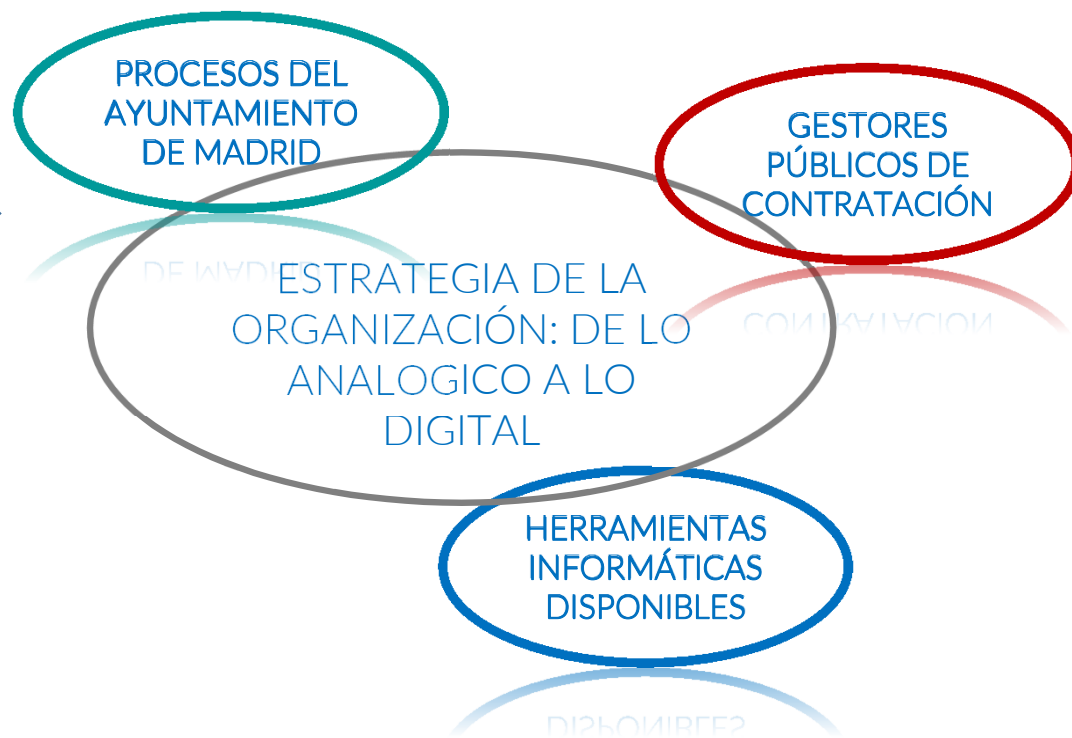 PROCESOS DEL
AYUNTAMIENTO
DE MADRID
GESTORES
PÚBLICOS DE
CONTRATACIÓN
ESTRATEGIA DE LA
ORGANIZACIÓN: DE LO
ANALOGICO A LO
DIGITAL
HERRAMIENTAS
INFORMÁTICAS
DISPONIBLES